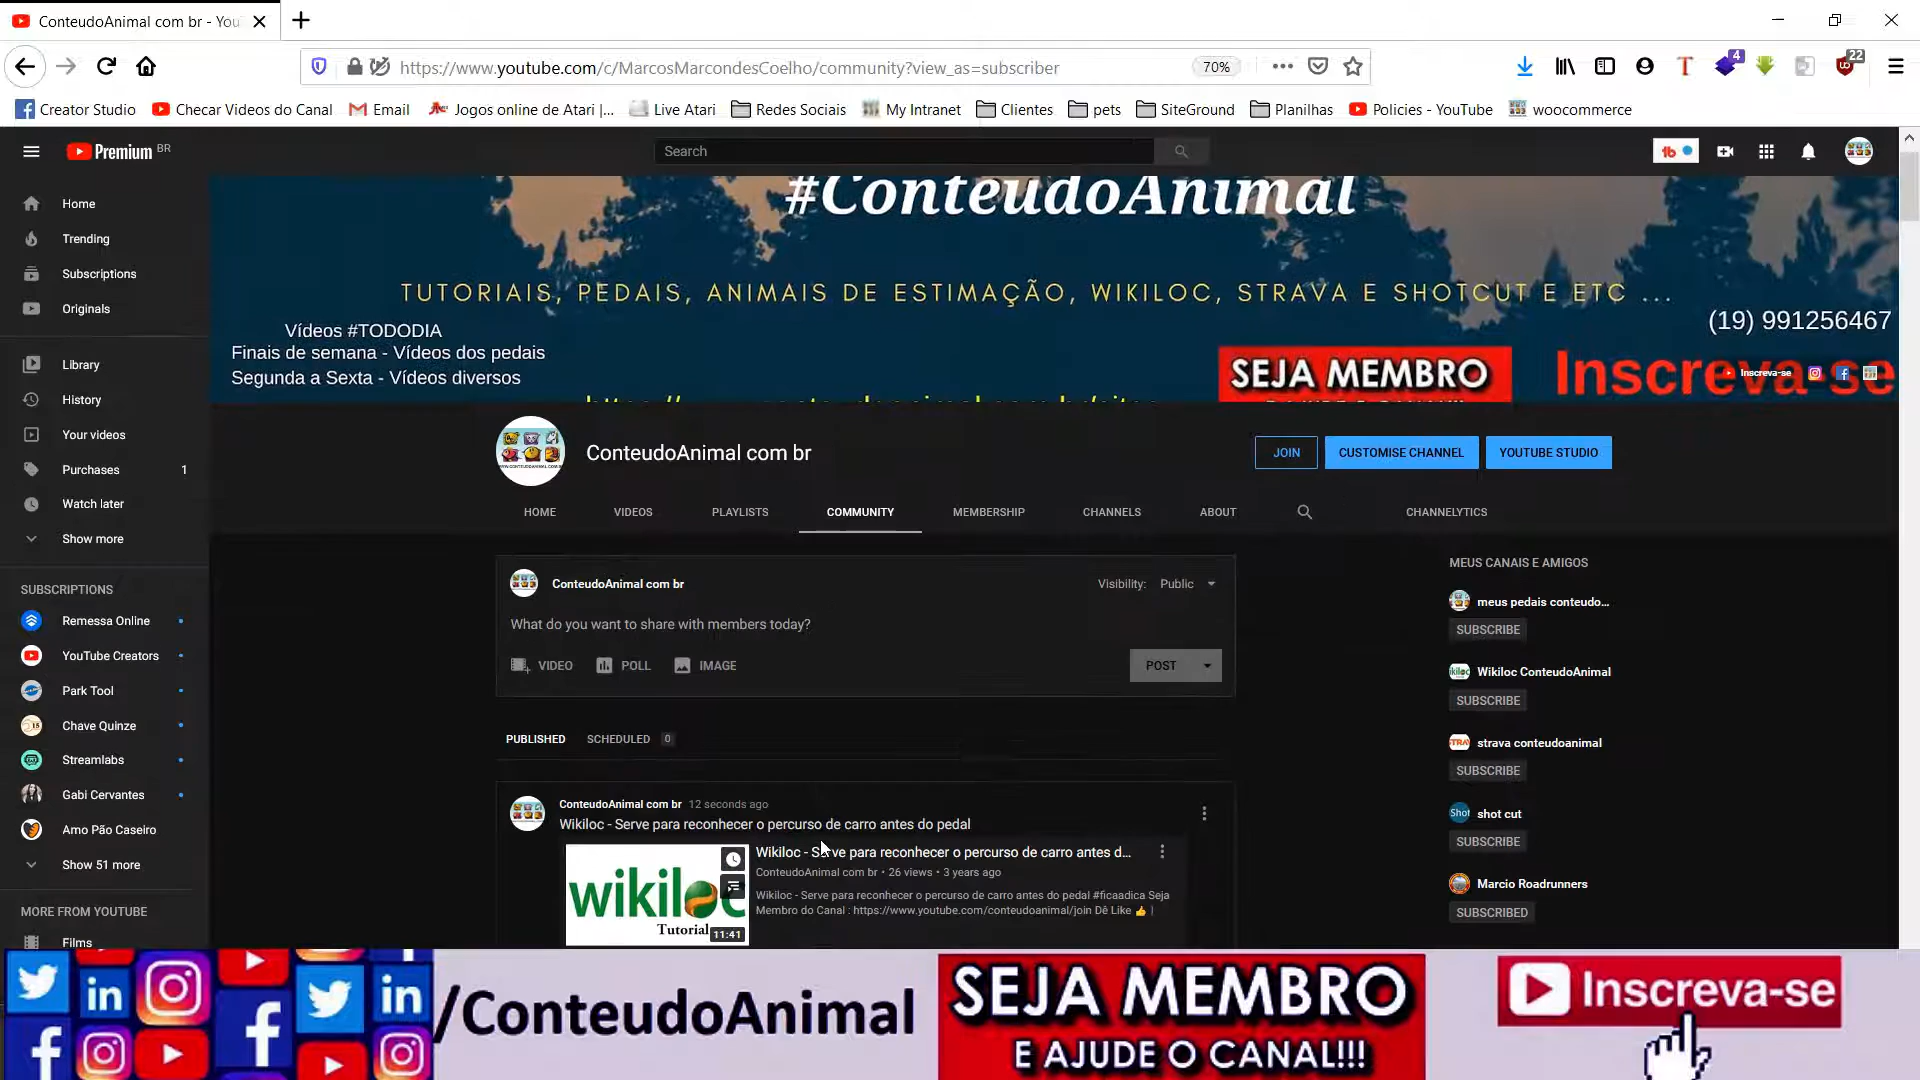 ConteudoAnimal com br - You
https://www.youtube.com/c/MarcosMarcondesCoelho/community?view_as=subscriber
70%
4
22
Creator Studio
Checar Videos do Canal
Email
Jogos online de Atari |...
Live Atari
Redes Sociais
My Intranet
Clientes
pets
SiteGround
Planilhas
Policies - YouTube
woocommerce
Premium BR
Search
Home
Trending
Subscriptions
Originals
Library
History
Your videos
Purchases 1
Watch later
Show more
SUBSCRIPTIONS
Remessa Online
YouTube Creators
Park Tool
Chave Quinze
Streamlabs
Gabi Cervantes
Amo Pão Caseiro
Show 51 more
MORE FROM YOUTUBE
Films
#ConteudoAnimal
TUTORIAIS, PEDAIS, ANIMAIS DE ESTIMAÇÃO, WIKILOC, STRAVA E SHOTCUT E ETC ...
Vídeos #TODODIA
Finais de semana - Vídeos dos pedais
Segunda a Sexta - Vídeos diversos
(19) 991256467
SEJA MEMBRO
Inscreva-se
Inscreva-se
ConteudoAnimal com br
JOIN
CUSTOMISE CHANNEL
YOUTUBE STUDIO
HOME
VIDEOS
PLAYLISTS
COMMUNITY
MEMBERSHIP
CHANNELS
ABOUT
CHANNELYTICS
ConteudoAnimal com br
Visibility: Public
What do you want to share with members today?
VIDEO
POLL
IMAGE
POST
PUBLISHED
SCHEDULED 0
ConteudoAnimal com br 12 seconds ago
Wikiloc - Serve para reconhecer o percurso de carro antes do pedal
wikiloc
Tutorial
11:41
Wikiloc - Serve para reconhecer o percurso de carro antes d...
ConteudoAnimal com br • 26 views • 3 years ago
Wikiloc - Serve para reconhecer o percurso de carro antes do pedal #ficaadica Seja
Membro do Canal : https://www.youtube.com/conteudoanimal/join Dê Like 👍 |
MEUS CANAIS E AMIGOS
meus pedais conteudo...
SUBSCRIBE
Wikiloc ConteudoAnimal
SUBSCRIBE
strava conteudoanimal
SUBSCRIBE
shot cut
SUBSCRIBE
Marcio Roadrunners
SUBSCRIBED
/ConteudoAnimal
SEJA MEMBRO
E AJUDE O CANAL!!!
Inscreva-se